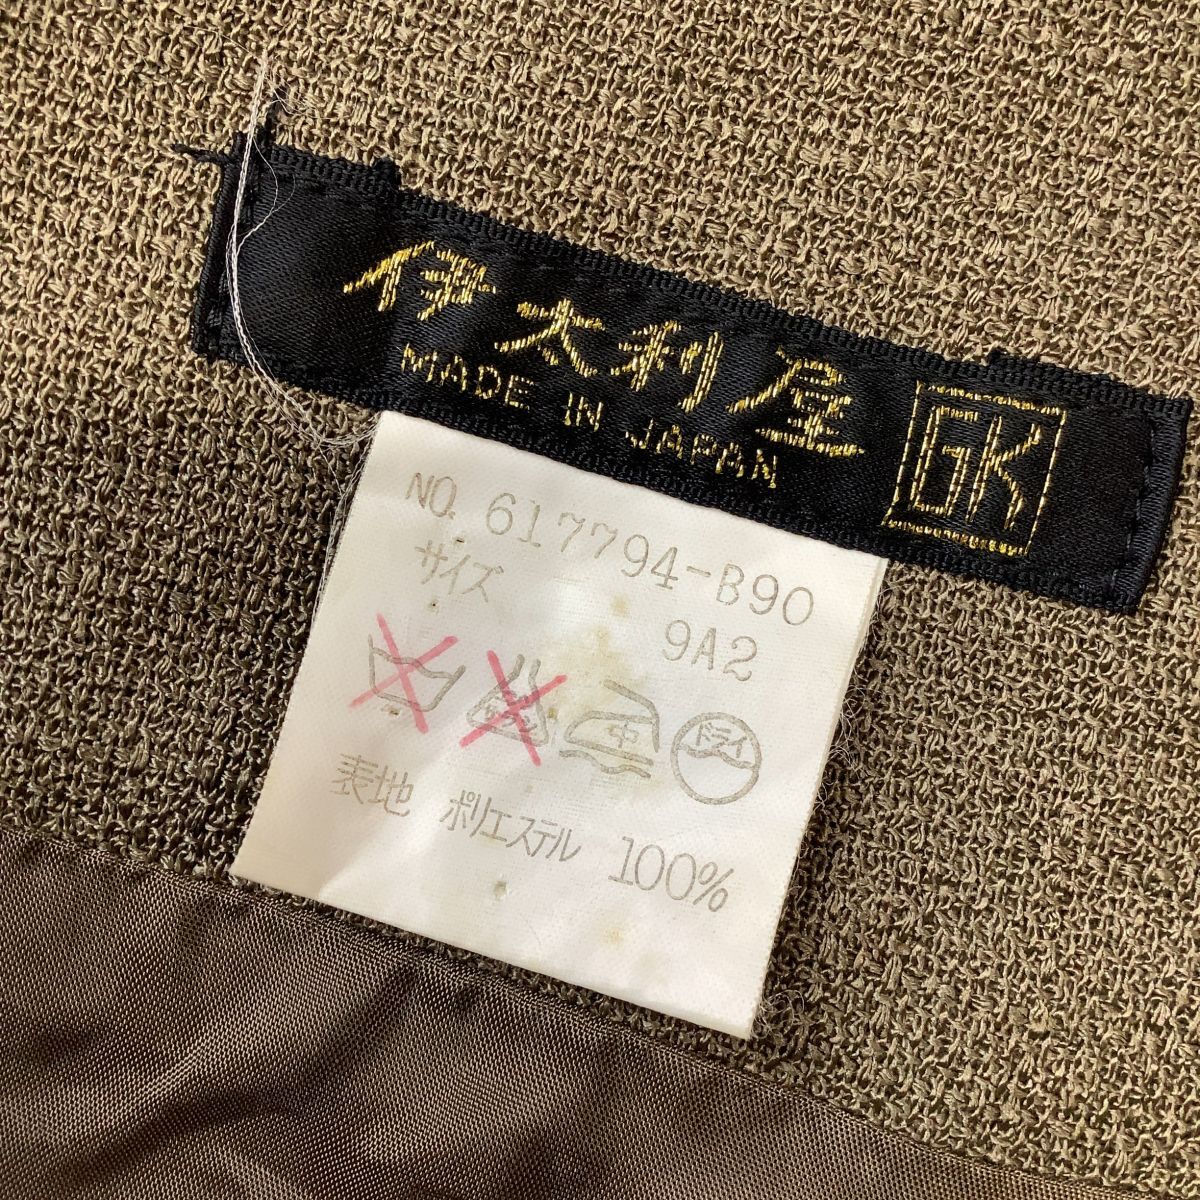 伊太利屋 GK
MADE IN JAPAN
NO. 617794-B90
サイズ 9A2
中 ドライ
表地 ポリエステル 100%